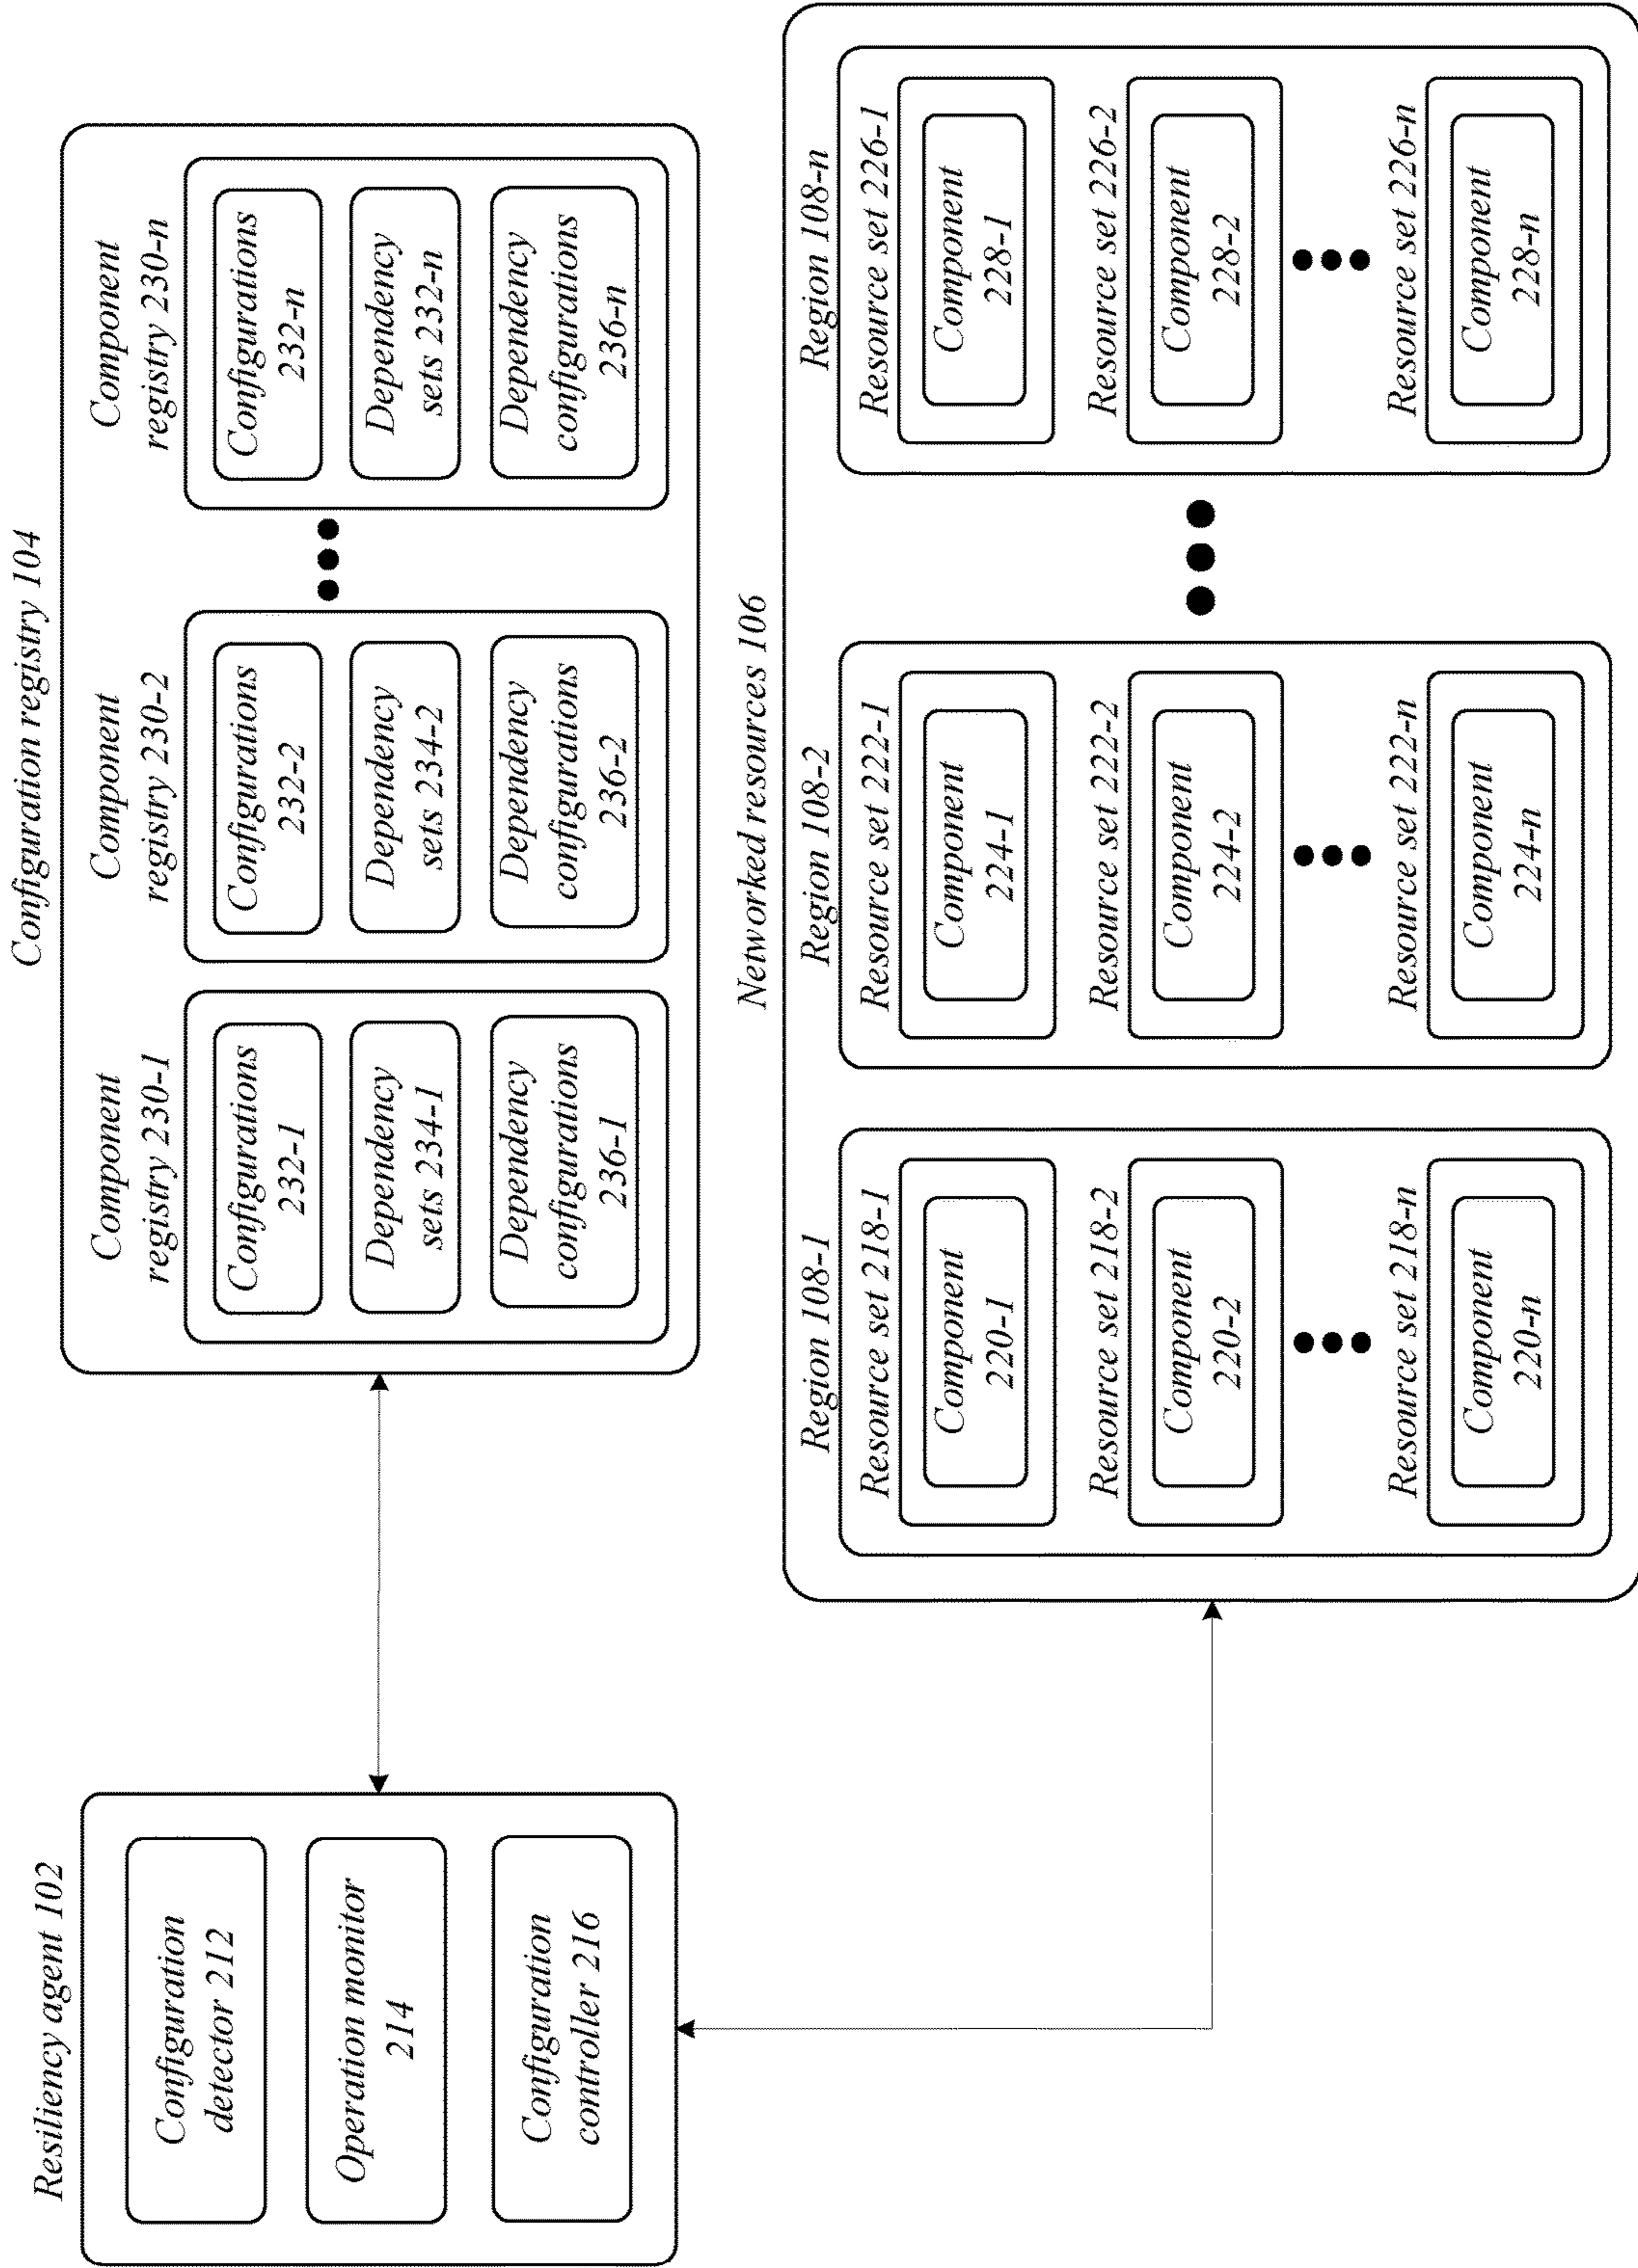 Resiliency agent 102
Configuration
detector 212
Operation monitor
214
Configuration
controller 216
Configuration registry 104
Component
registry 230-1
Configurations
232-1
Dependency
sets 234-1
Dependency
configurations
236-1
Component
registry 230-2
Configurations
232-2
Dependency
sets 234-2
Dependency
configurations
236-2
Component
registry 230-n
Configurations
232-n
Dependency
sets 232-n
Dependency
configurations
236-n
Networked resources 106
Region 108-1
Resource set 218-1
Component
220-1
Resource set 218-2
Component
220-2
Resource set 218-n
Component
220-n
Region 108-2
Resource set 222-1
Component
224-1
Resource set 222-2
Component
224-2
Resource set 222-n
Component
224-n
Region 108-n
Resource set 226-1
Component
228-1
Resource set 226-2
Component
228-2
Resource set 226-n
Component
228-n